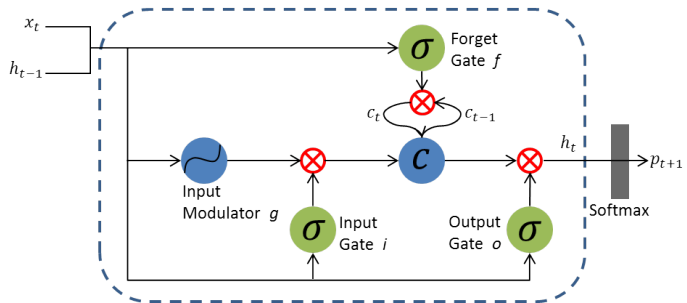 x_t
h_{t-1}
σ
Forget
Gate f
c_t
c_{t-1}
c
h_t
p_{t+1}
Input
Modulator g
σ
Input
Gate i
Output
Gate o
σ
Softmax